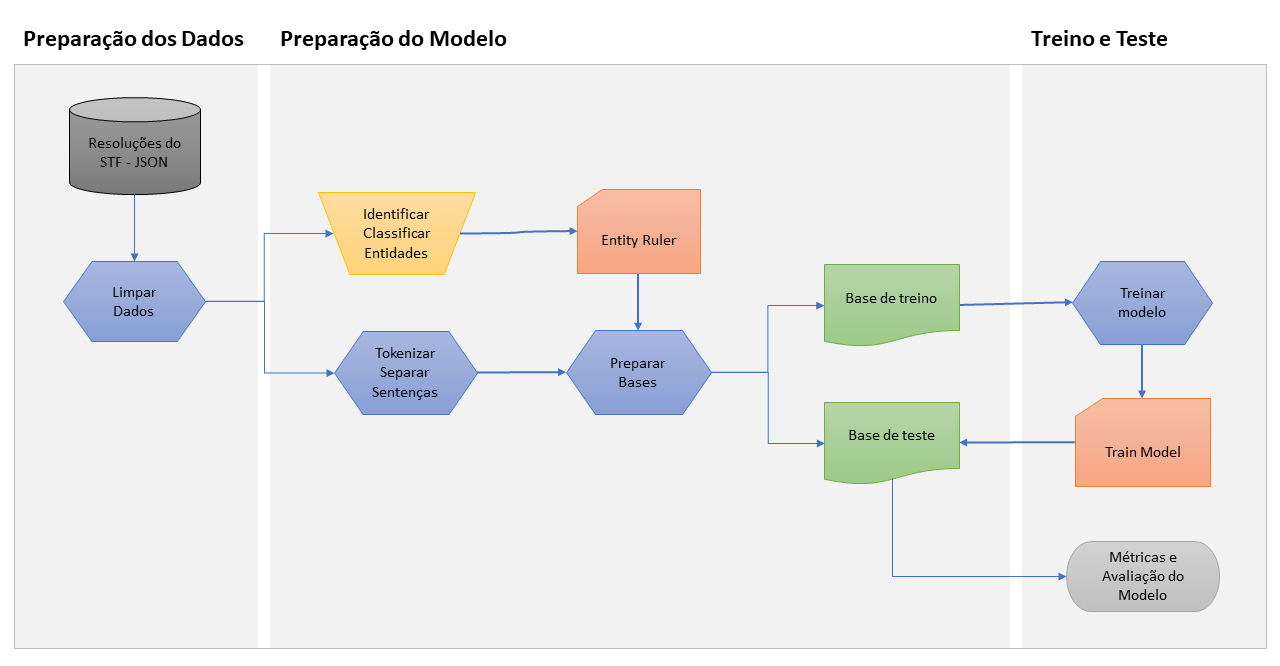 Preparação dos Dados
Preparação do Modelo
Treino e Teste
Resoluções do
STF - JSON
Limpar
Dados
Identificar
Classificar
Entidades
Entity Ruler
Tokenizar
Separar
Sentenças
Preparar
Bases
Base de treino
Base de teste
Treinar
modelo
Train Model
Métricas e
Avaliação do
Modelo